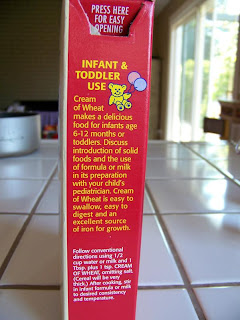 PRESS HERE
FOR EASY
OPENING
INFANT &
TODDLER
USE
Cream
of Wheat
makes a delicious
food for infants age
6-12 months or
toddlers. Discuss
introduction of solid
foods and the use
of formula or milk
in its preparation
with your child's
pediatrician. Cream
of Wheat is easy to
swallow, easy to
digest and an
excellent source
of iron for growth.
Follow conventional
directions using 1/2
cup water or milk and 1
Tbsp. plus 1 tsp. CREAM
OF WHEAT, omitting salt.
(Cereal will be very
thick.) After cooking, stir
in infant formula or milk
to desired consistency
and temperature.